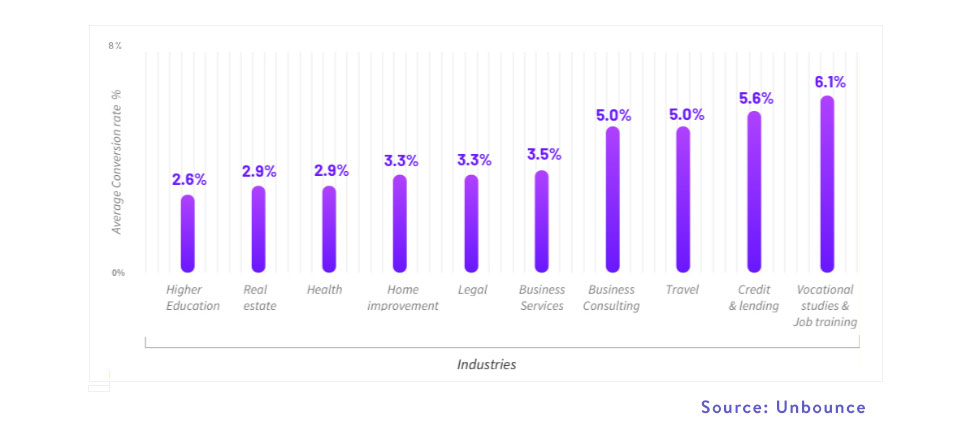 8%
Average Conversion rate %
0%
2.6%
2.9%
2.9%
3.3%
3.3%
3.5%
5.0%
5.0%
5.6%
6.1%
Higher
Education
Real
estate
Health
Home
improvement
Legal
Business
Services
Business
Consulting
Travel
Credit
& lending
Vocational
studies &
Job training
Industries
Source: Unbounce